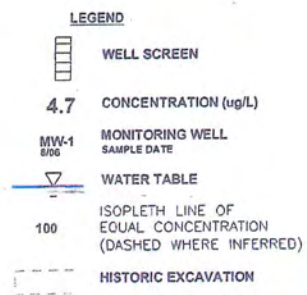 LEGEND
WELL SCREEN
4.7 CONCENTRATION (ug/L)
MW-1 MONITORING WELL
8/06 SAMPLE DATE
WATER TABLE
ISOPLETH LINE OF
100 EQUAL CONCENTRATION
(DASHED WHERE INFERRED)
HISTORIC EXCAVATION